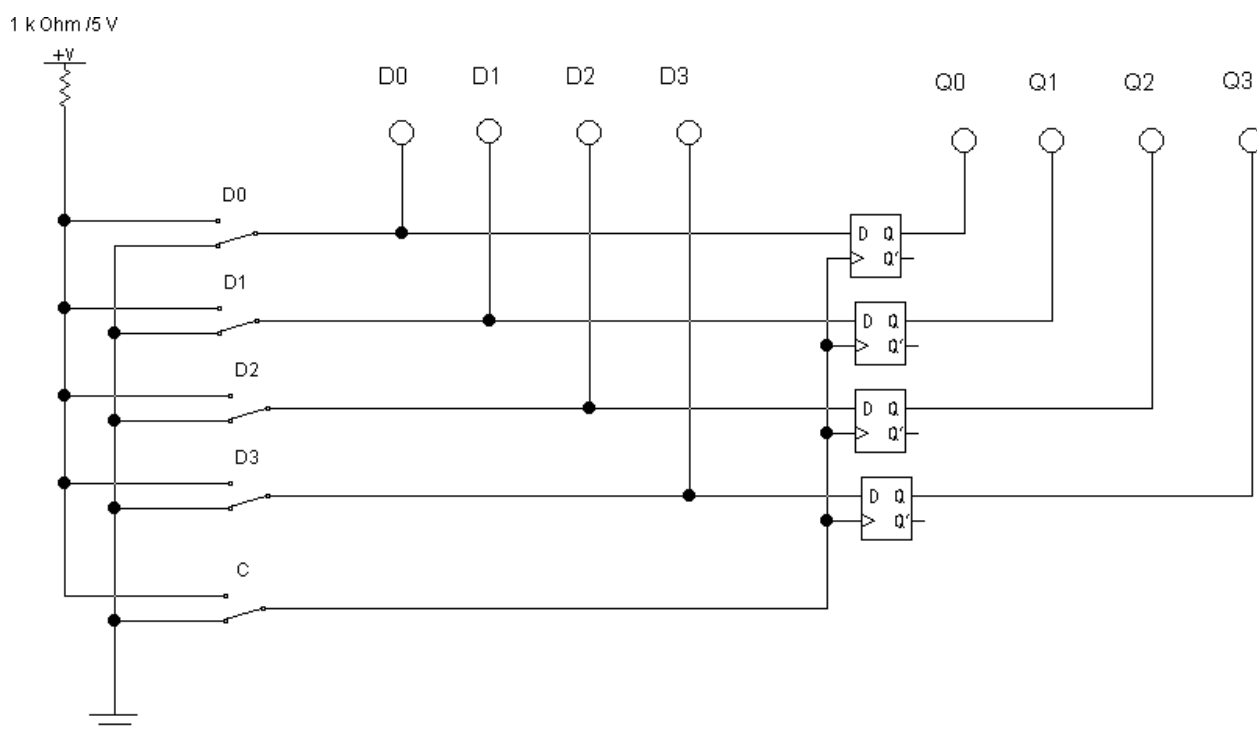 1 k Ohm /5 V
+V
D0 D1 D2 D3
Q0 Q1 Q2 Q3
D0
D Q
Q'
D1
D Q
Q'
D2
D Q
Q'
D3
D Q
Q'
C